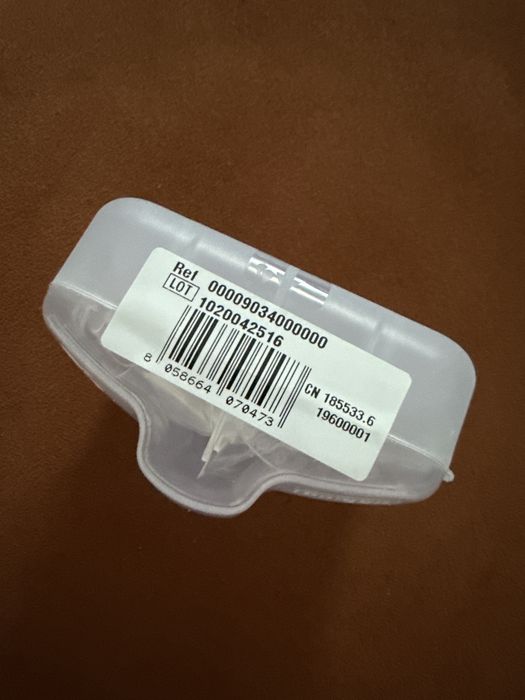 Ref 00009034000000
LOT 1020042516
8 058664 070473
CN 185533.6
19600001